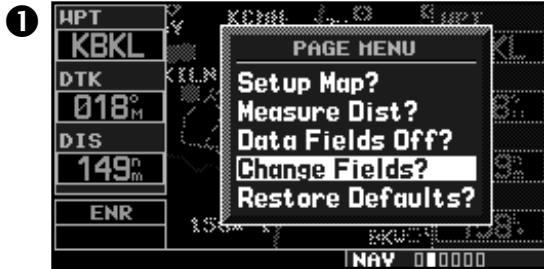 1
WPT
KBKL
DTK
018°M
DIS
149nm
ENR
PAGE MENU
Setup Map?
Measure Dist?
Data Fields Off?
Change Fields?
Restore Defaults?
NAV